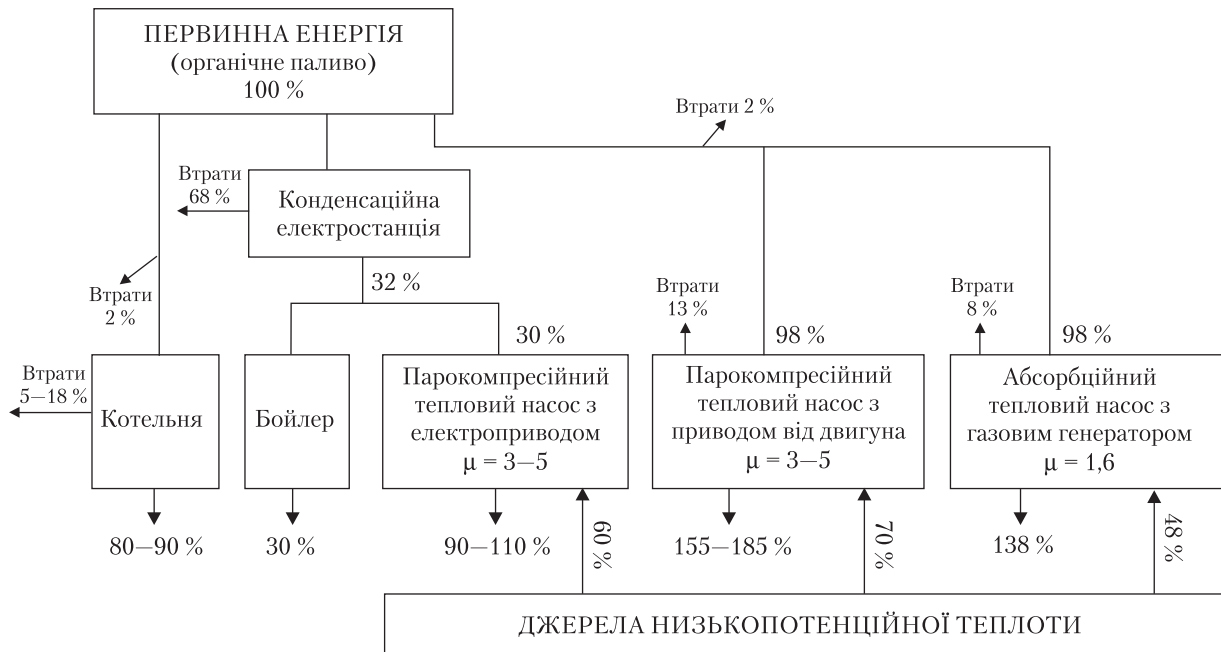 ПЕРВИННА ЕНЕРГІЯ
(органічне паливо)
100 %
Втрати 2 %
Втрати
68 %
Конденсаційна
електростанція
32 %
Втрати
2 %
Втрати
13 %
Втрати
8 %
30 %
98 %
98 %
Втрати
5—18 %
Котельня
Бойлер
Парокомпресійний
тепловий насос з
електроприводом
μ = 3—5
Парокомпресійний
тепловий насос з
приводом від двигуна
μ = 3—5
Абсорбційний
тепловий насос з
газовим генератором
μ = 1,6
80—90 %
30 %
90—110 %
60 %
155—185 %
70 %
138 %
48 %
ДЖЕРЕЛА НИЗЬКОПОТЕНЦІЙНОЇ ТЕПЛОТИ